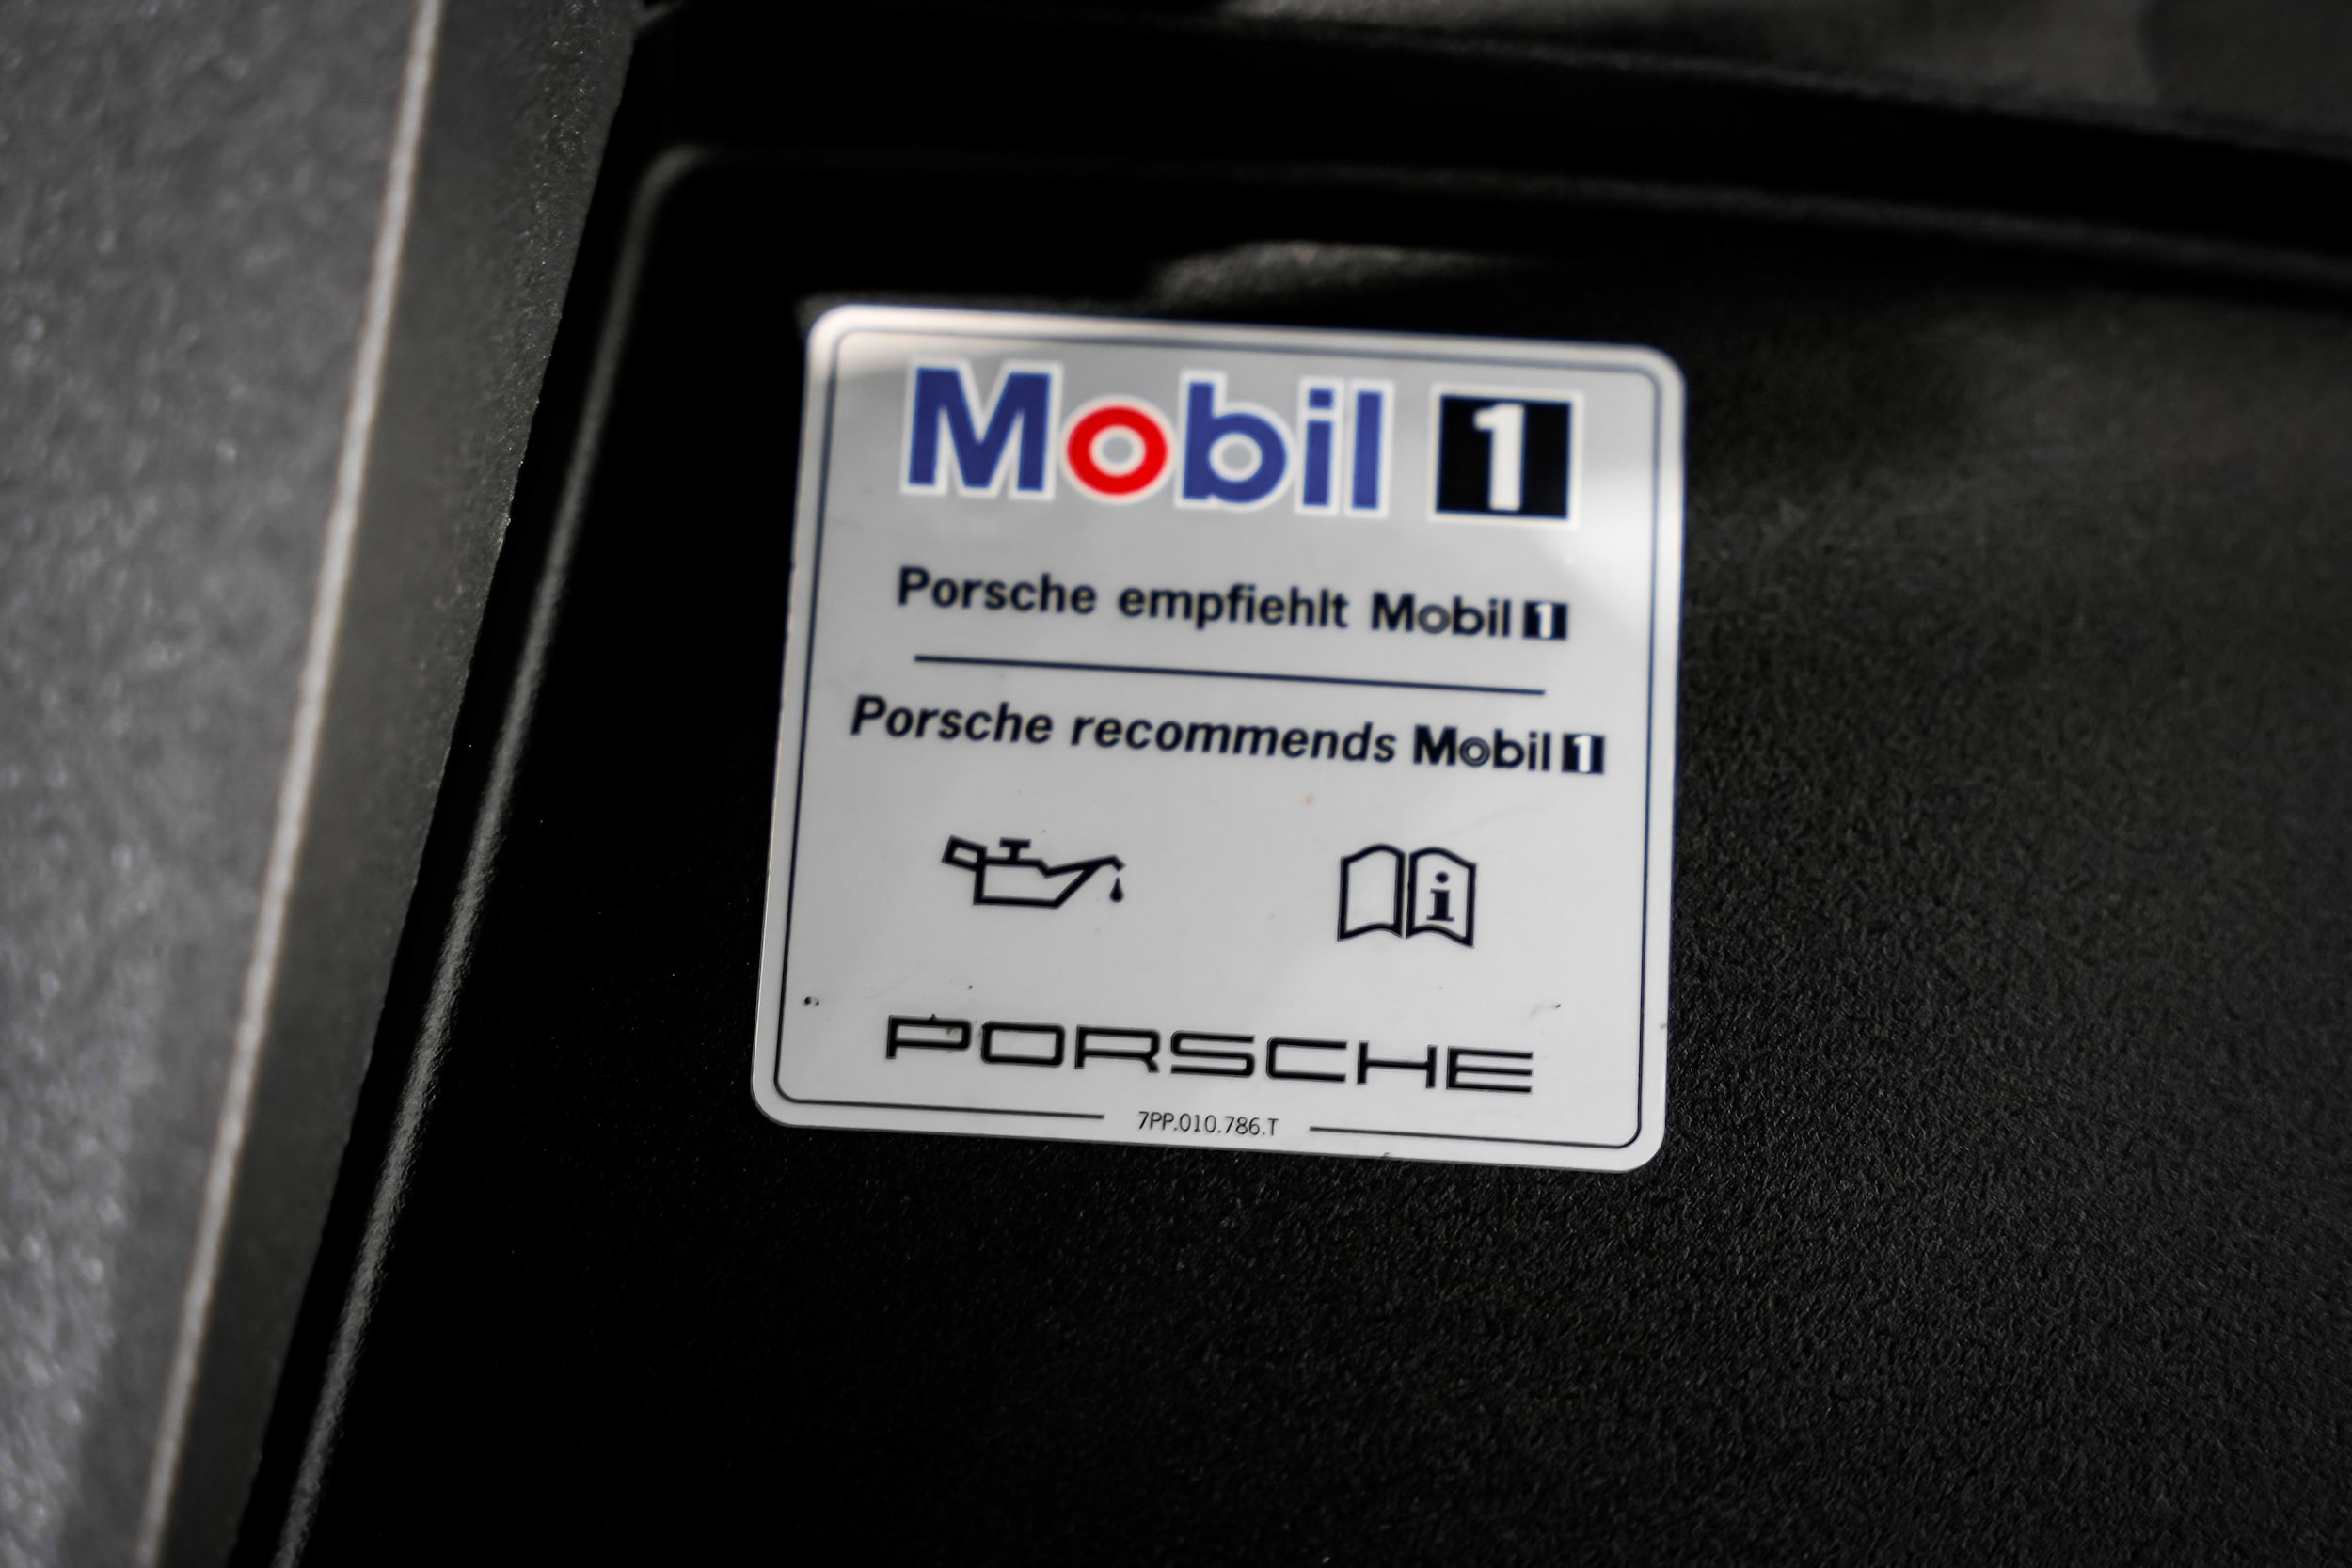 Mobil 1
Porsche empfiehlt Mobil 1
Porsche recommends Mobil 1
i
PORSCHE
7PP.010.786.T